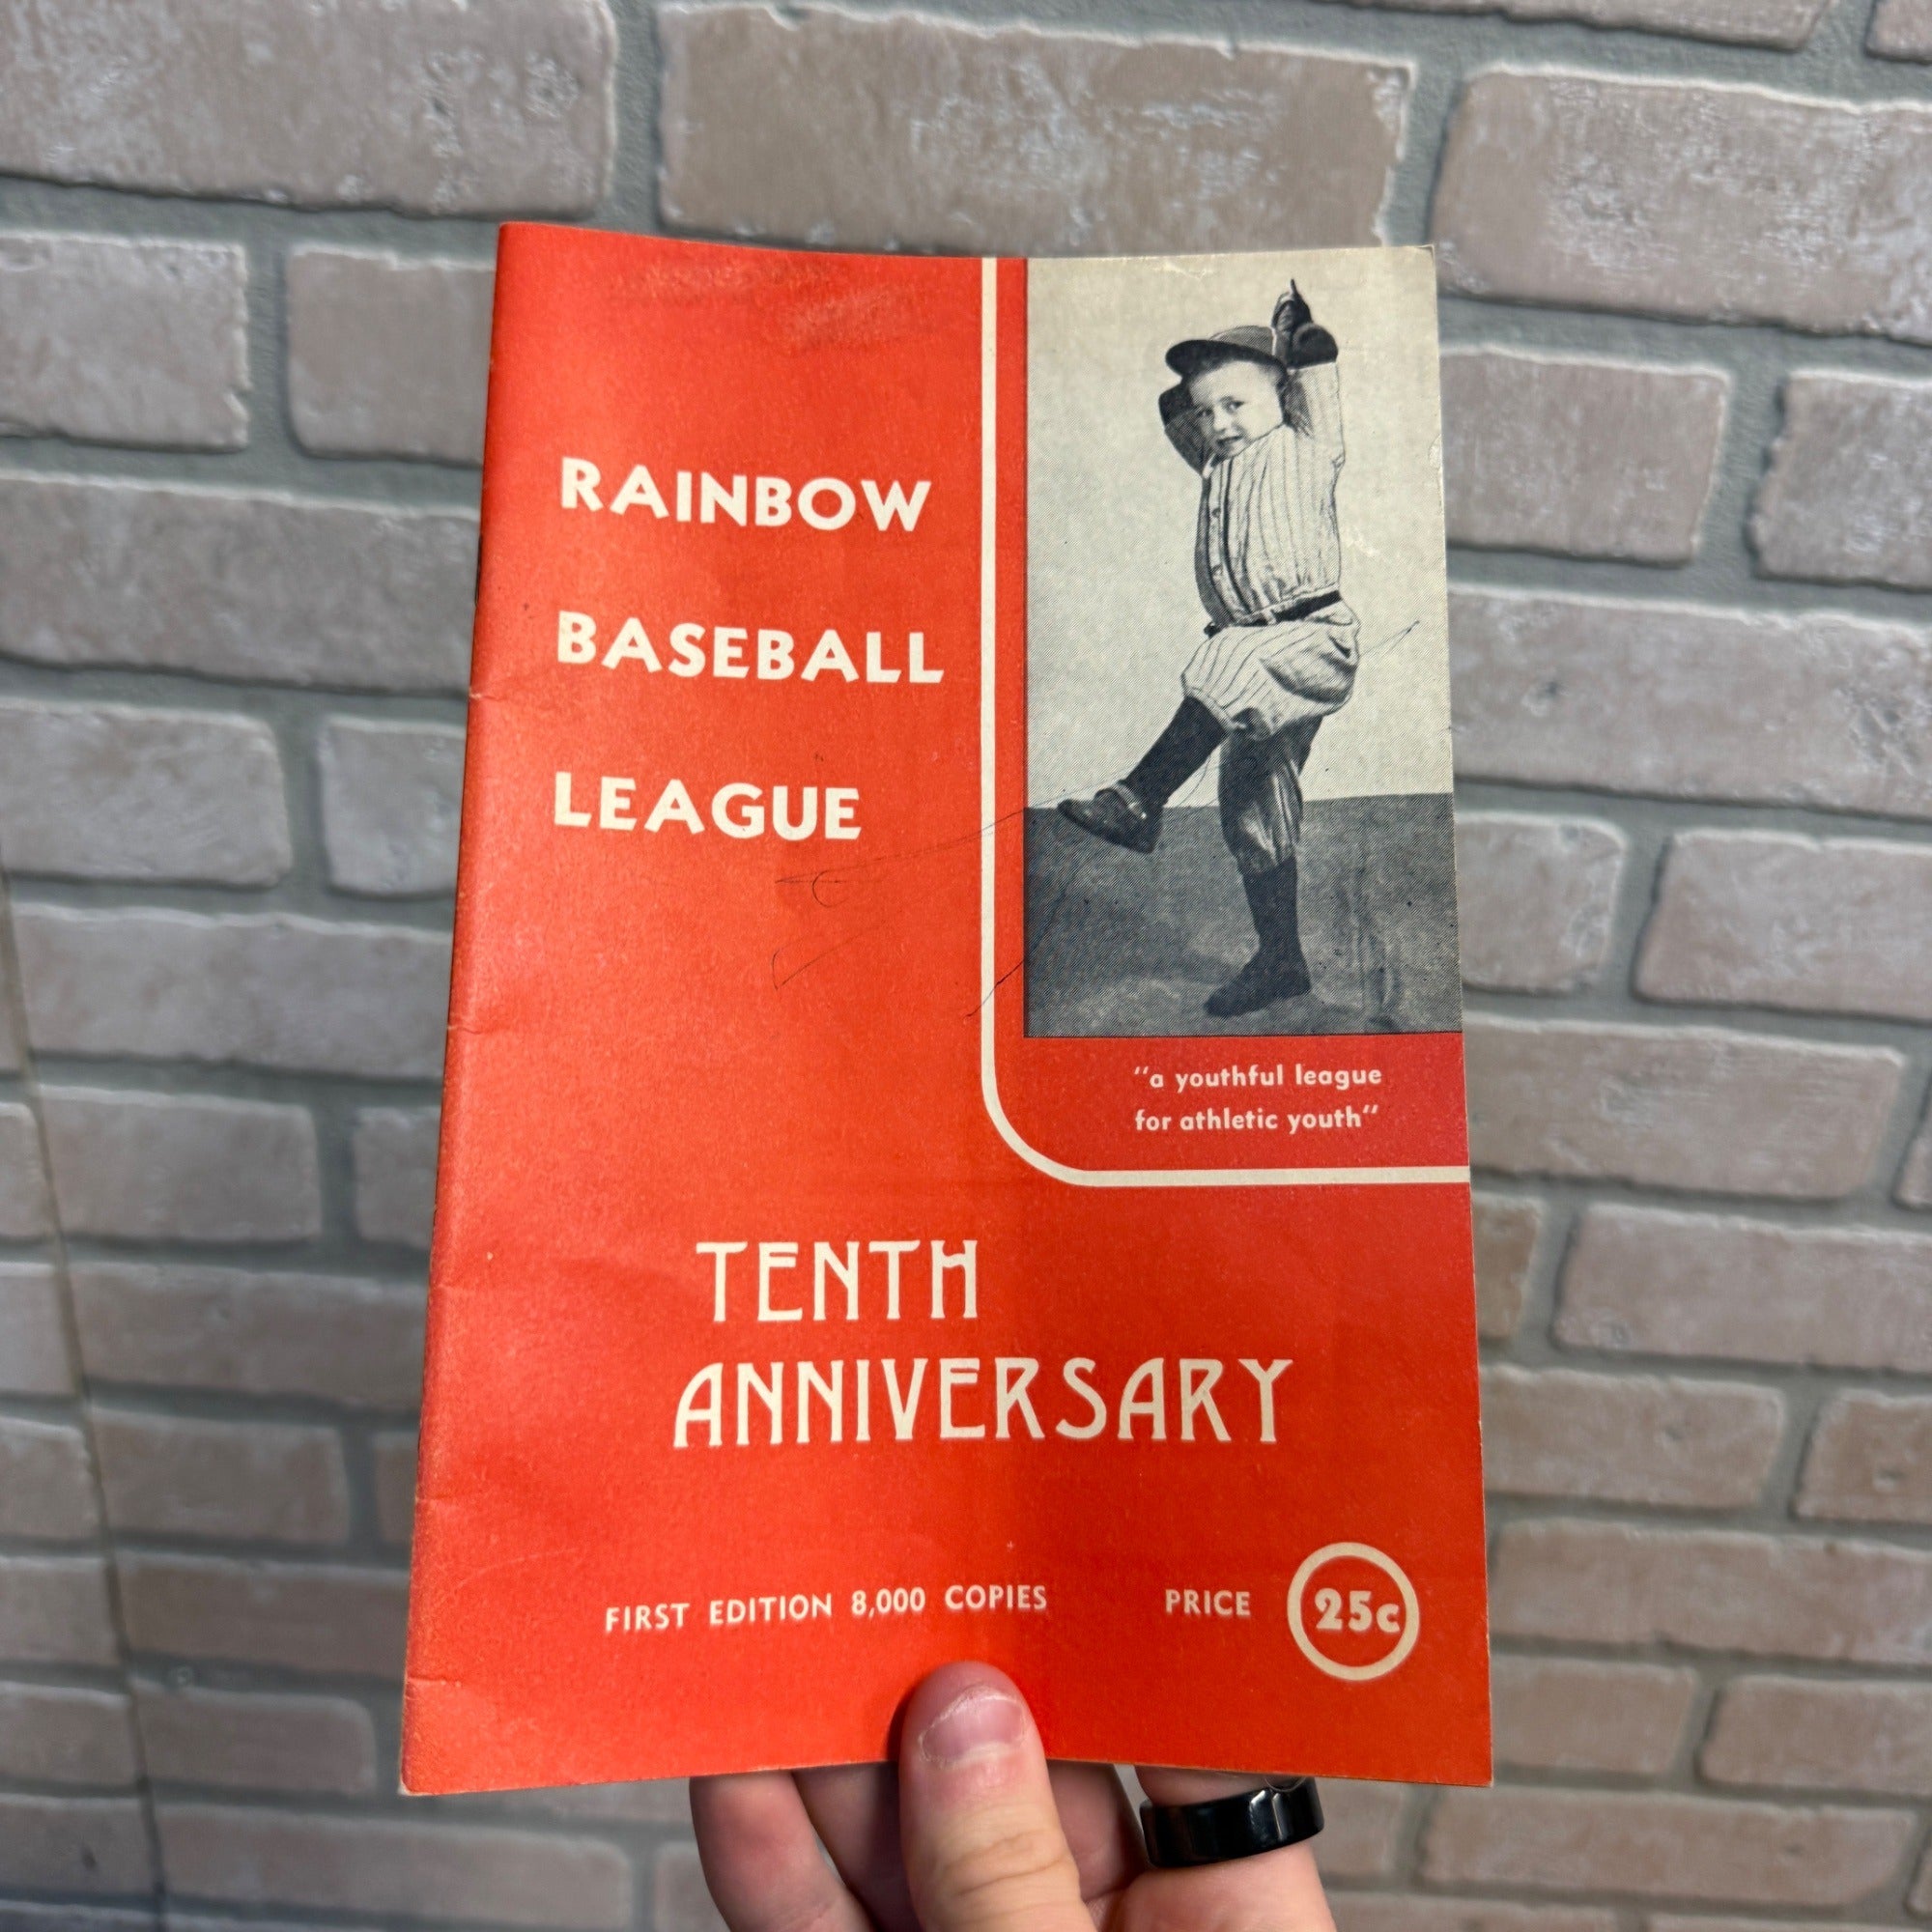 RAINBOW
BASEBALL
LEAGUE
"a youthful league
for athletic youth"
TENTH
ANNIVERSARY
FIRST EDITION 8,000 COPIES PRICE 25c